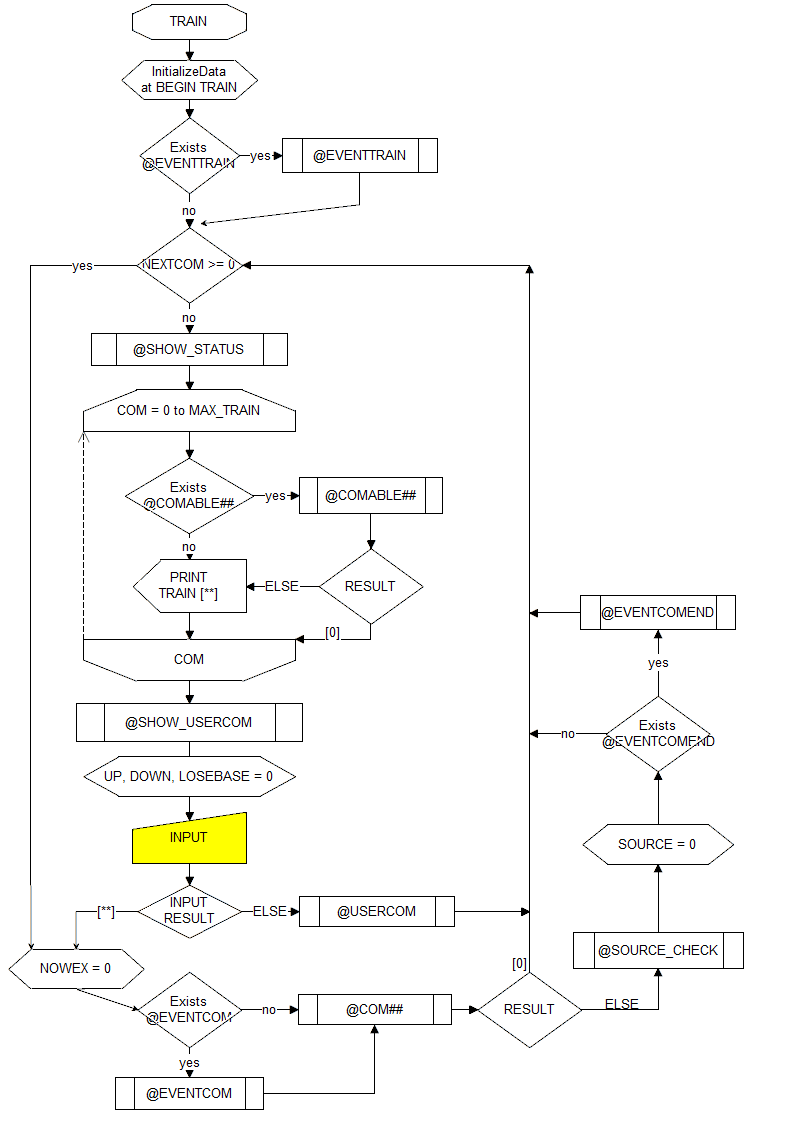 TRAIN
InitializeData
at BEGIN TRAIN
Exists
@EVENTTRAIN
yes
@EVENTTRAIN
no
NEXTCOM >= 0
yes
no
@SHOW_STATUS
COM = 0 to MAX_TRAIN
Exists
@COMABLE##
yes
@COMABLE##
no
PRINT
TRAIN [**]
ELSE
RESULT
[0]
COM
@SHOW_USERCOM
UP, DOWN, LOSEBASE = 0
INPUT
INPUT
RESULT
[**]
ELSE
@USERCOM
NOWEX = 0
Exists
@EVENTCOM
no
@COM##
yes
@EVENTCOM
[0]
RESULT
ELSE
@SOURCE_CHECK
SOURCE = 0
Exists
@EVENTCOMEND
no
yes
@EVENTCOMEND